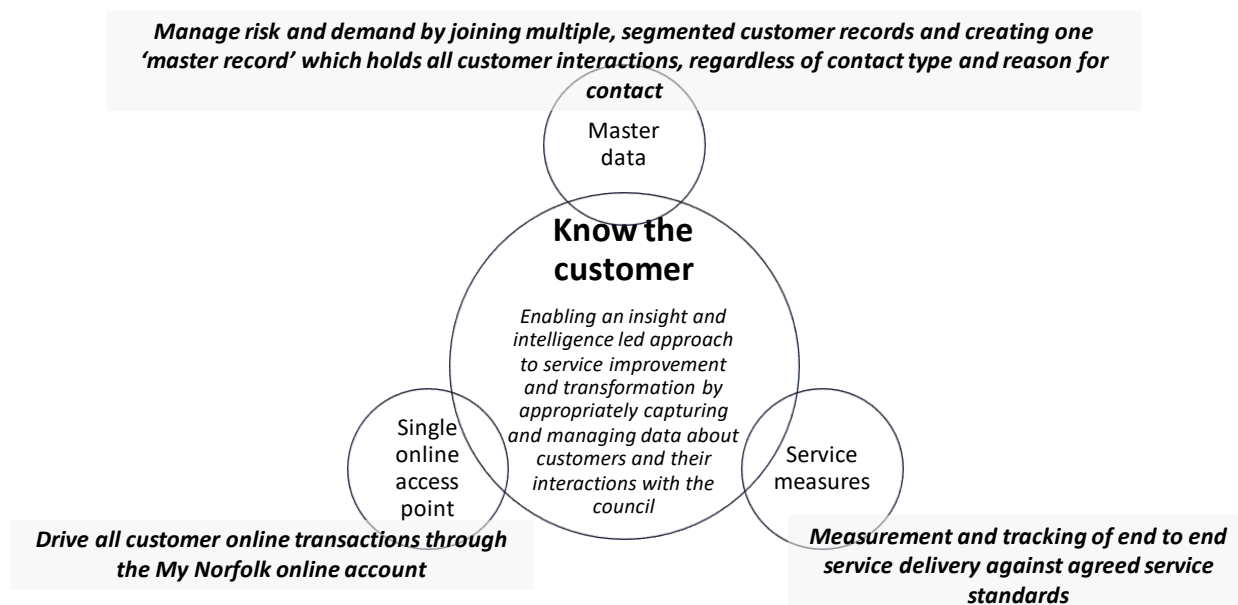 Manage risk and demand by joining multiple, segmented customer records and creating one
‘master record’ which holds all customer interactions, regardless of contact type and reason for
contact
Master
data
Know the
customer
Enabling an insight and
intelligence led approach
to service improvement
and transformation by
appropriately capturing
and managing data about
customers and their
interactions with the
council
Single
online
access
point
Service
measures
Drive all customer online transactions through
the My Norfolk online account
Measurement and tracking of end to end
service delivery against agreed service
standards